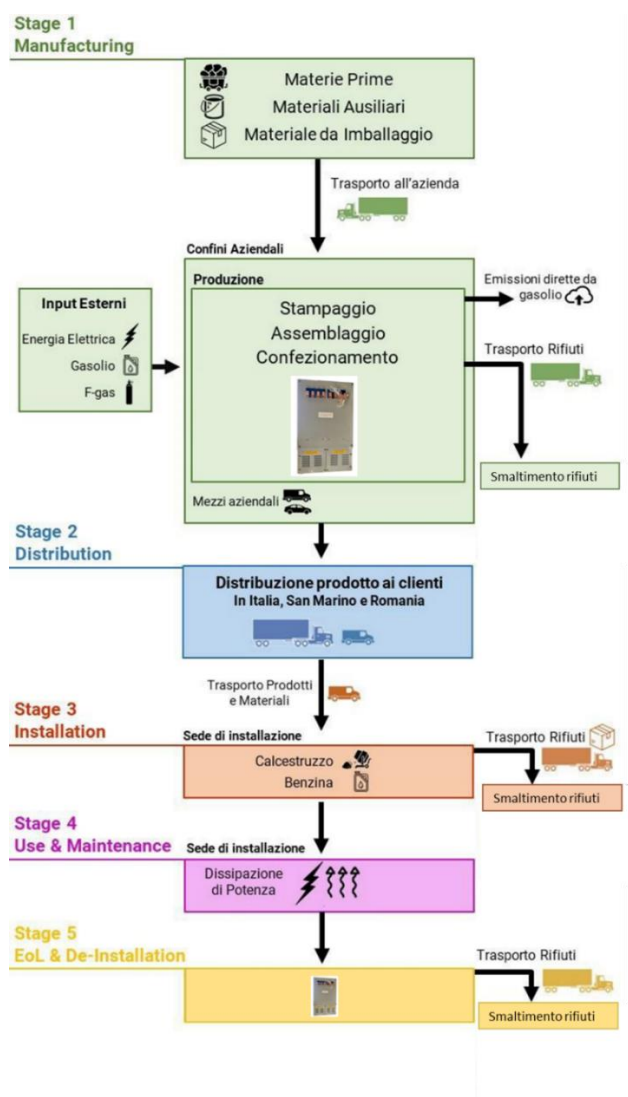 Stage 1
Manufacturing
Materie Prime
Materiali Ausiliari
Materiale da Imballaggio
Trasporto all'azienda
Confini Aziendali
Produzione
Stampaggio
Assemblaggio
Confezionamento
Input Esterni
Energia Elettrica
Gasolio
F-gas
Emissioni dirette da
gasolio
Trasporto Rifiuti
Smaltimento rifiuti
Mezzi aziendali
Stage 2
Distribution
Distribuzione prodotto ai clienti
In Italia, San Marino e Romania
Trasporto Prodotti
e Materiali
Stage 3
Installation
Sede di installazione
Calcestruzzo
Benzina
Trasporto Rifiuti
Smaltimento rifiuti
Stage 4
Use & Maintenance
Sede di installazione
Dissipazione
di Potenza
Stage 5
EoL & De-Installation
Trasporto Rifiuti
Smaltimento rifiuti